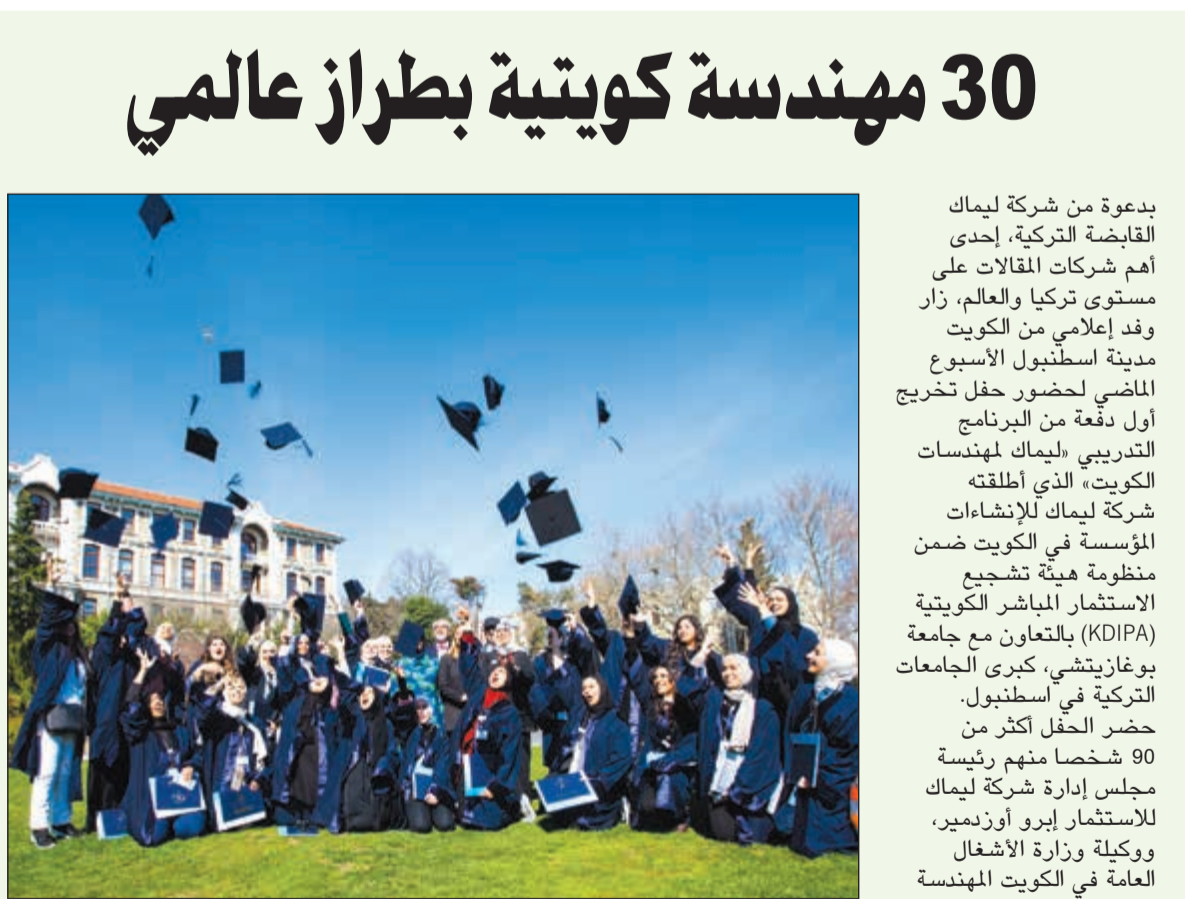 30 مهندسة كويتية بطراز عالمي
بدعوة من شركة ليماك
القابضة التركية، إحدى
أهم شركات المقالات على
مستوى تركيا والعالم، زار
وفد إعلامي من الكويت
مدينة اسطنبول الأسبوع
الماضي لحضور حفل تخريج
أول دفعة من البرنامج
التدريبي «ليماك لمهندسات
الكويت» الذي أطلقته
شركة ليماك للإنشاءات
المؤسسة في الكويت ضمن
منظومة هيئة تشجيع
الاستثمار المباشر الكويتية
(KDIPA) بالتعاون مع جامعة
بوغازيتشي، كبرى الجامعات
التركية في اسطنبول.
حضر الحفل أكثر من
90 شخصا منهم رئيسة
مجلس إدارة شركة ليماك
للاستثمار إبرو أوزدمير،
ووكيلة وزارة الأشغال
العامة في الكويت المهندسة